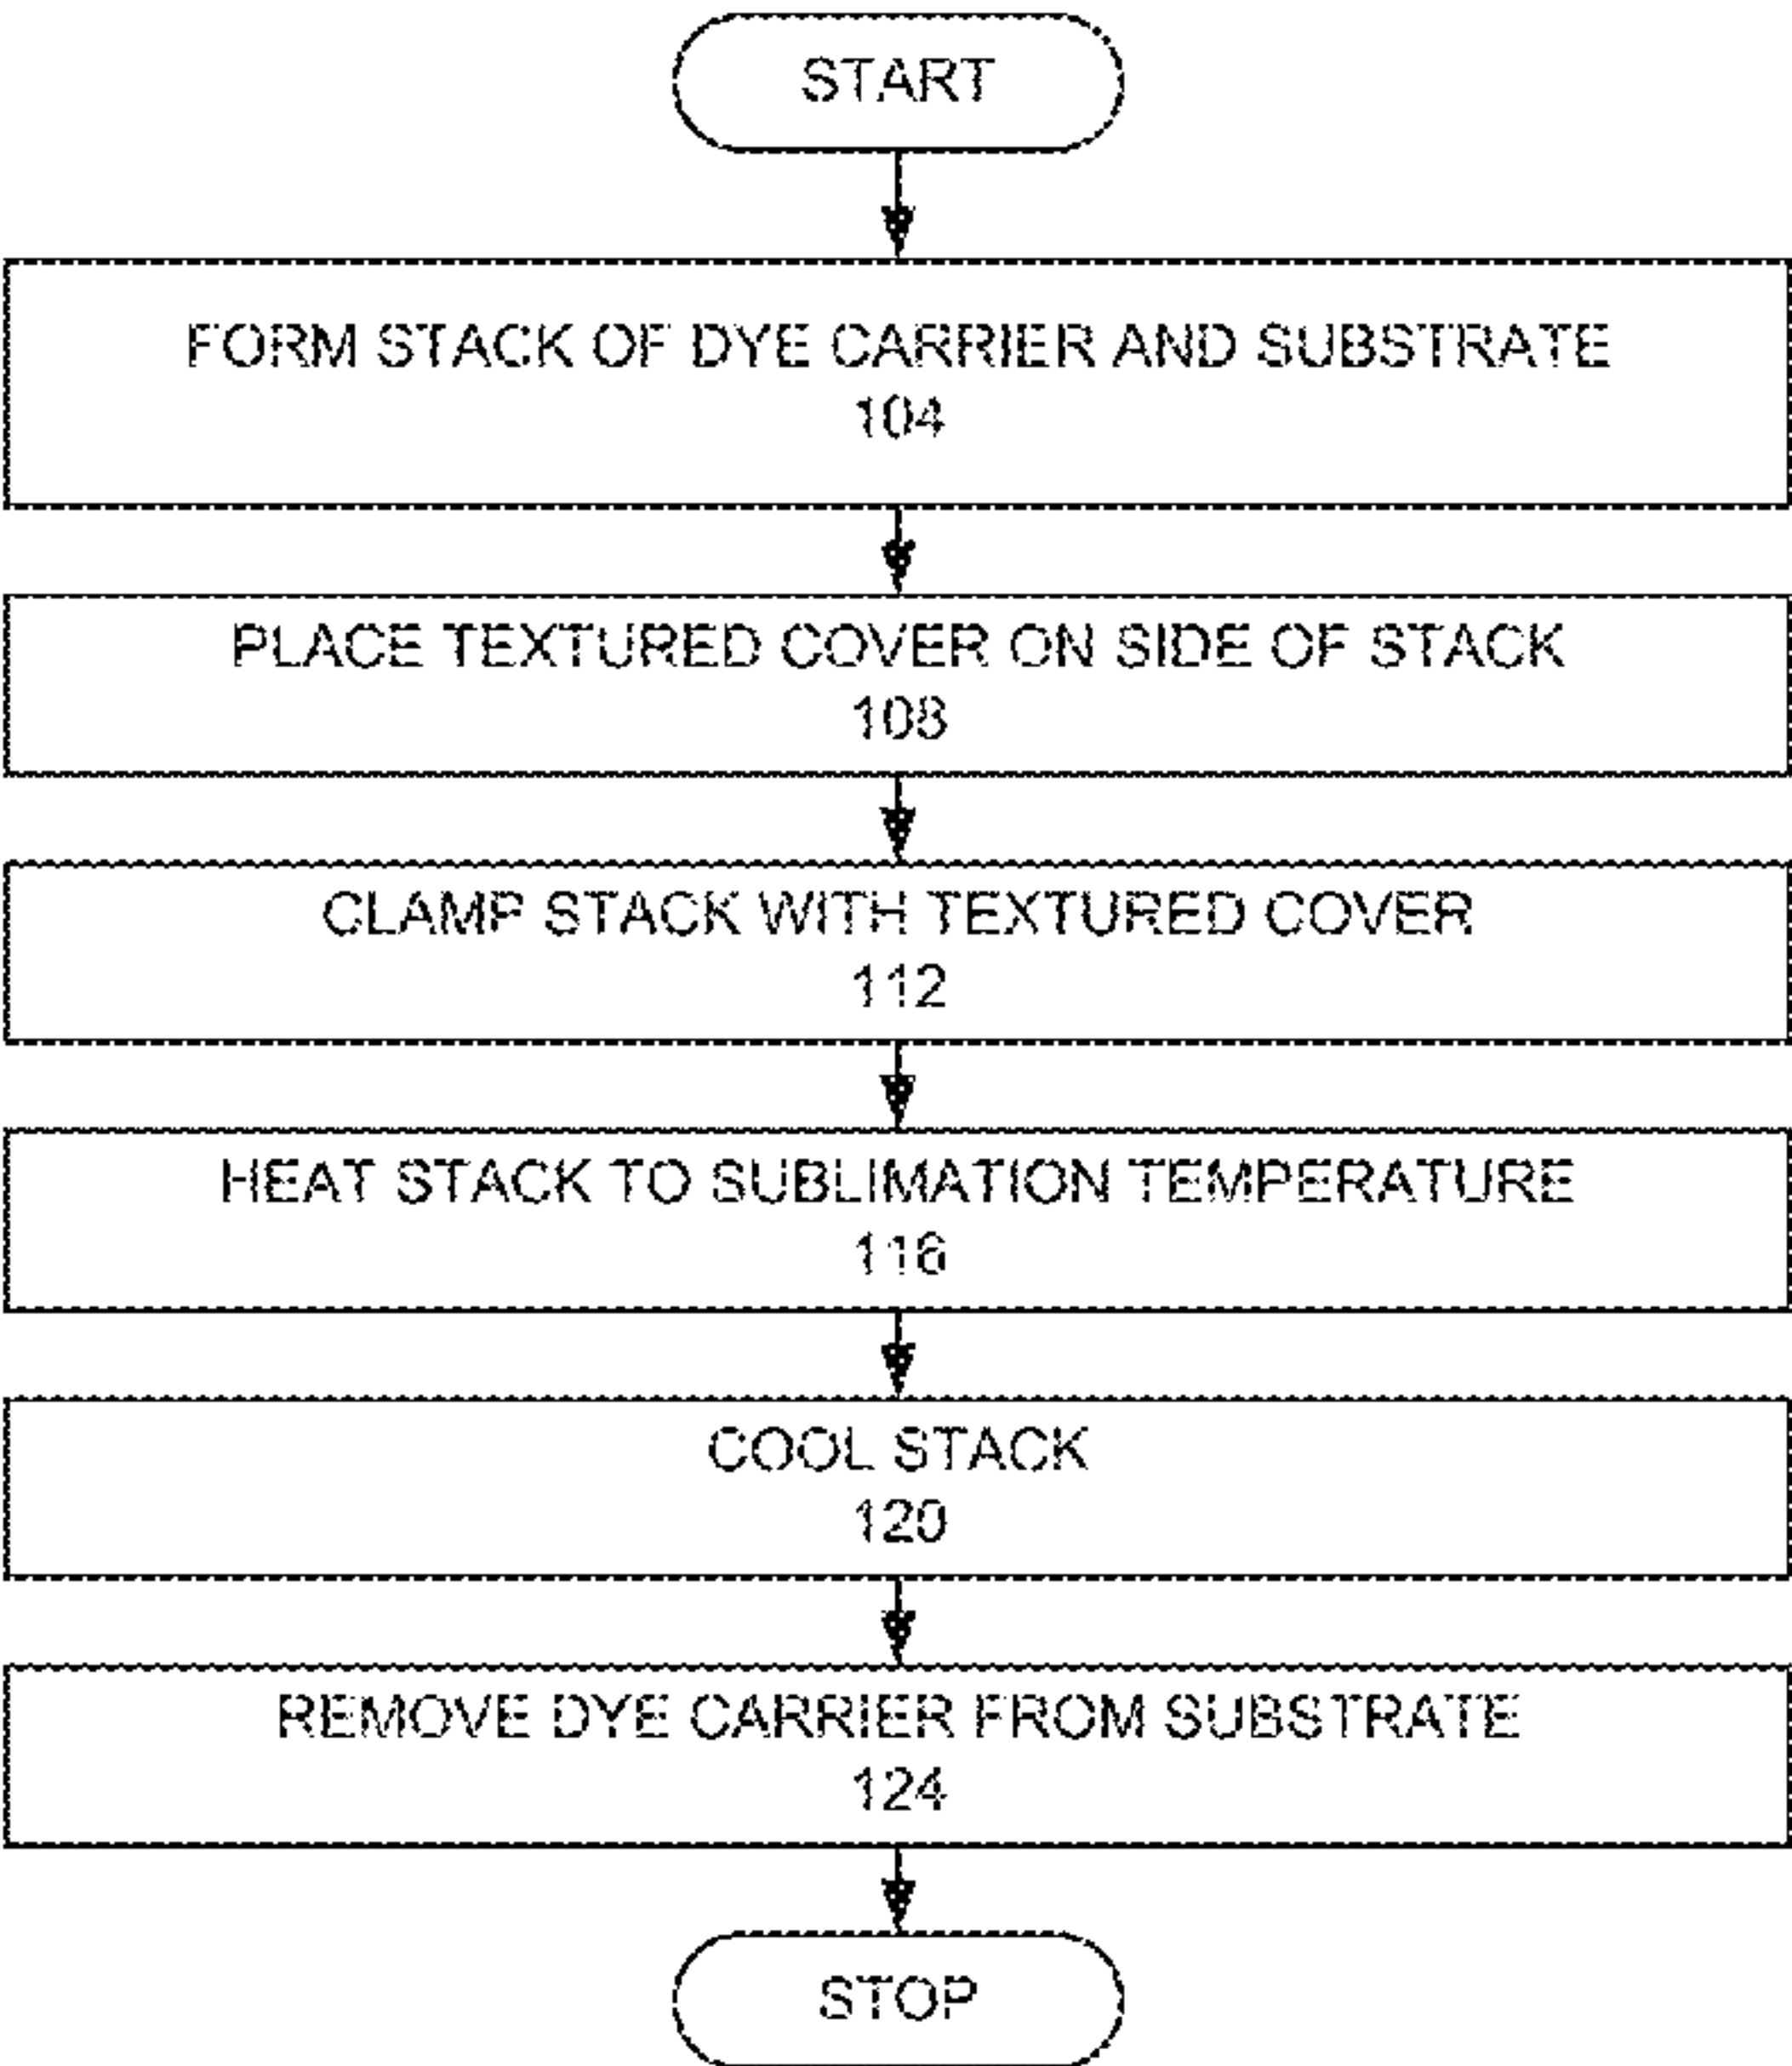 START
FORM STACK OF DYE CARRIER AND SUBSTRATE
104
PLACE TEXTURED COVER ON SIDE OF STACK
108
CLAMP STACK WITH TEXTURED COVER
112
HEAT STACK TO SUBLIMATION TEMPERATURE
116
COOL STACK
120
REMOVE DYE CARRIER FROM SUBSTRATE
124
STOP